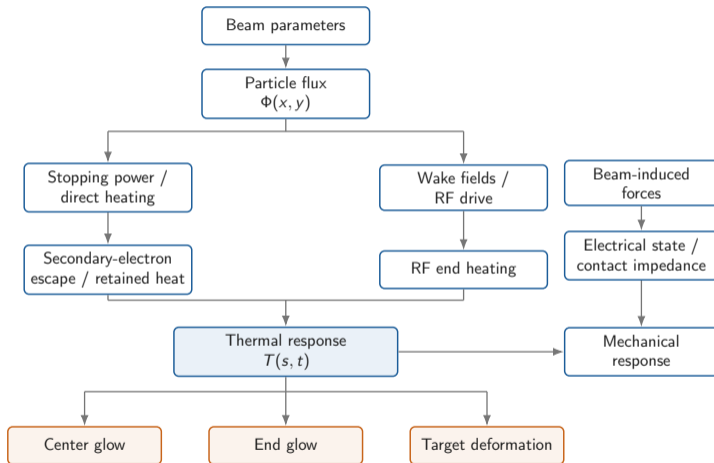 Beam parameters
Particle flux
Φ(x, y)
Stopping power /
direct heating
Wake fields /
RF drive
Beam-induced
forces
Secondary-electron
escape / retained heat
RF end heating
Electrical state /
contact impedance
Thermal response
T(s, t)
Mechanical
response
Center glow
End glow
Target deformation